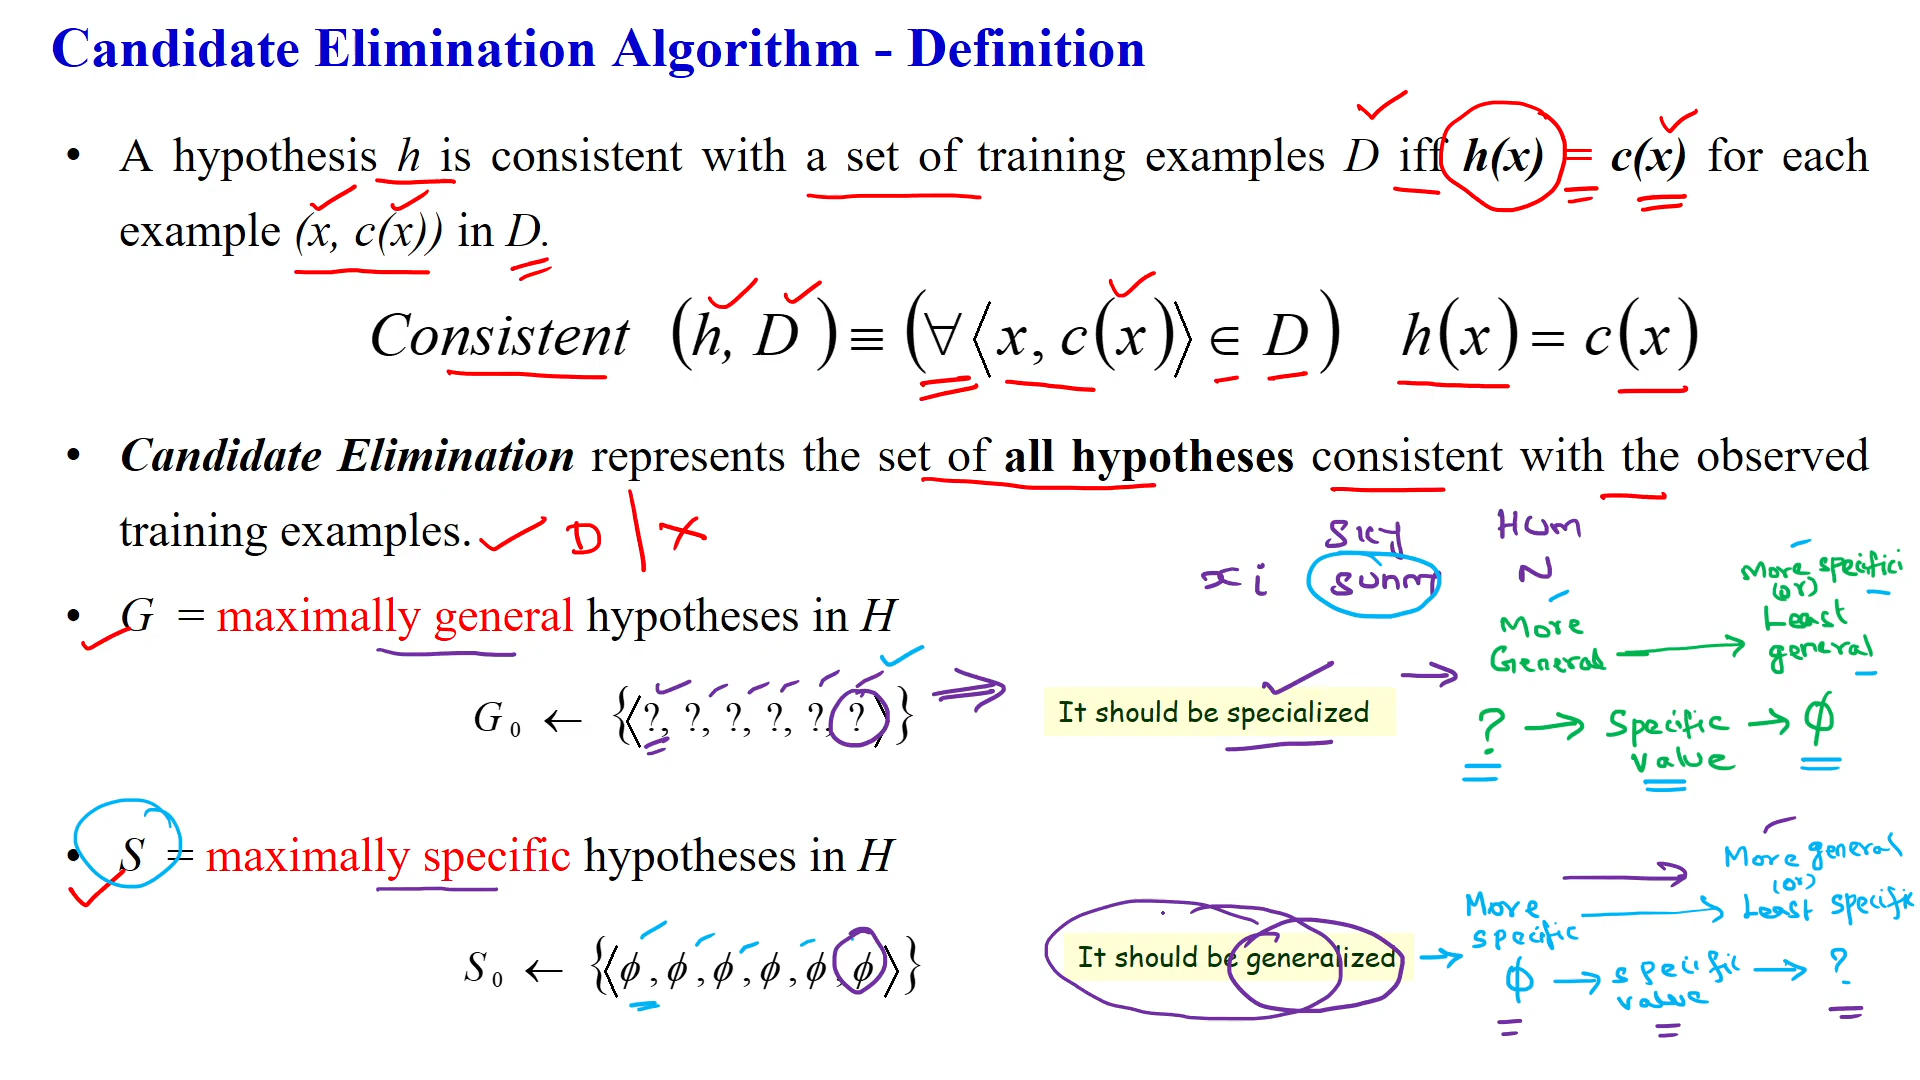 Candidate Elimination Algorithm - Definition
• A hypothesis h is consistent with a set of training examples D iff h(x) = c(x) for each
example (x, c(x)) in D.
Consistent (h, D) ≡ (∀⟨x, c(x)⟩ ∈ D) h(x) = c(x)
• Candidate Elimination represents the set of all hypotheses consistent with the observed
training examples. D | X
Sky Hum
xi sunny N
• G = maximally general hypotheses in H
More General → More specific (or) Least general
G₀ ← {⟨?, ?, ?, ?, ?, ?⟩} ⇒ It should be specialized →
? → Specific value → ϕ
• S = maximally specific hypotheses in H
More specific → More general (or) Least specific
S₀ ← {⟨ϕ, ϕ, ϕ, ϕ, ϕ, ϕ⟩} It should be generalized →
ϕ → specific value → ?